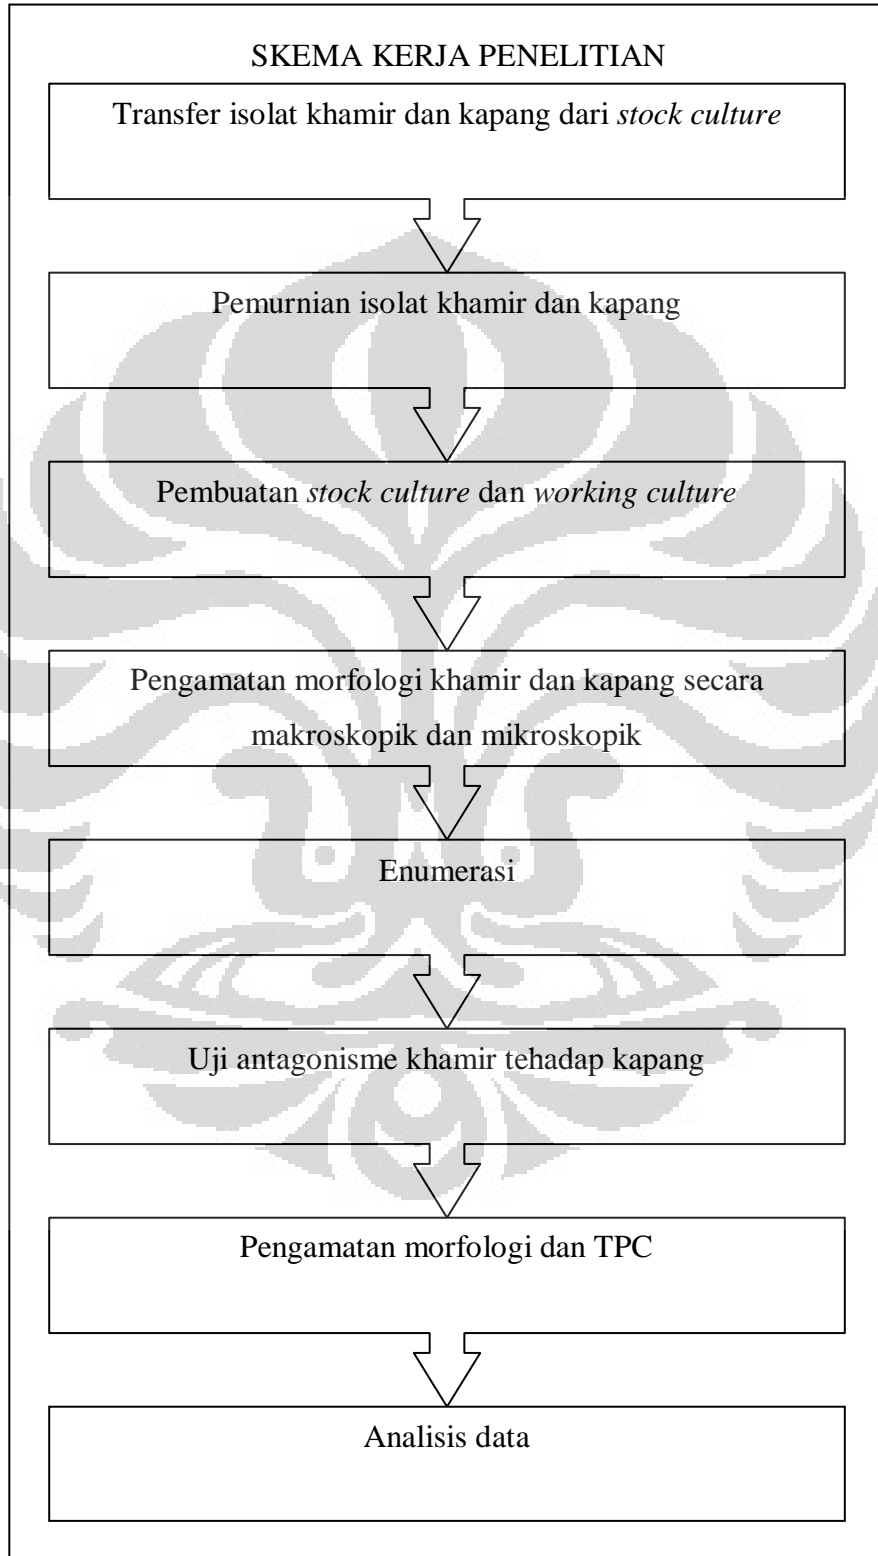 SKEMA KERJA PENELITIAN
Transfer isolat khamir dan kapang dari stock culture
Pemurnian isolat khamir dan kapang
Pembuatan stock culture dan working culture
Pengamatan morfologi khamir dan kapang secara
makroskopik dan mikroskopik
Enumerasi
Uji antagonisme khamir tehadap kapang
Pengamatan morfologi dan TPC
Analisis data